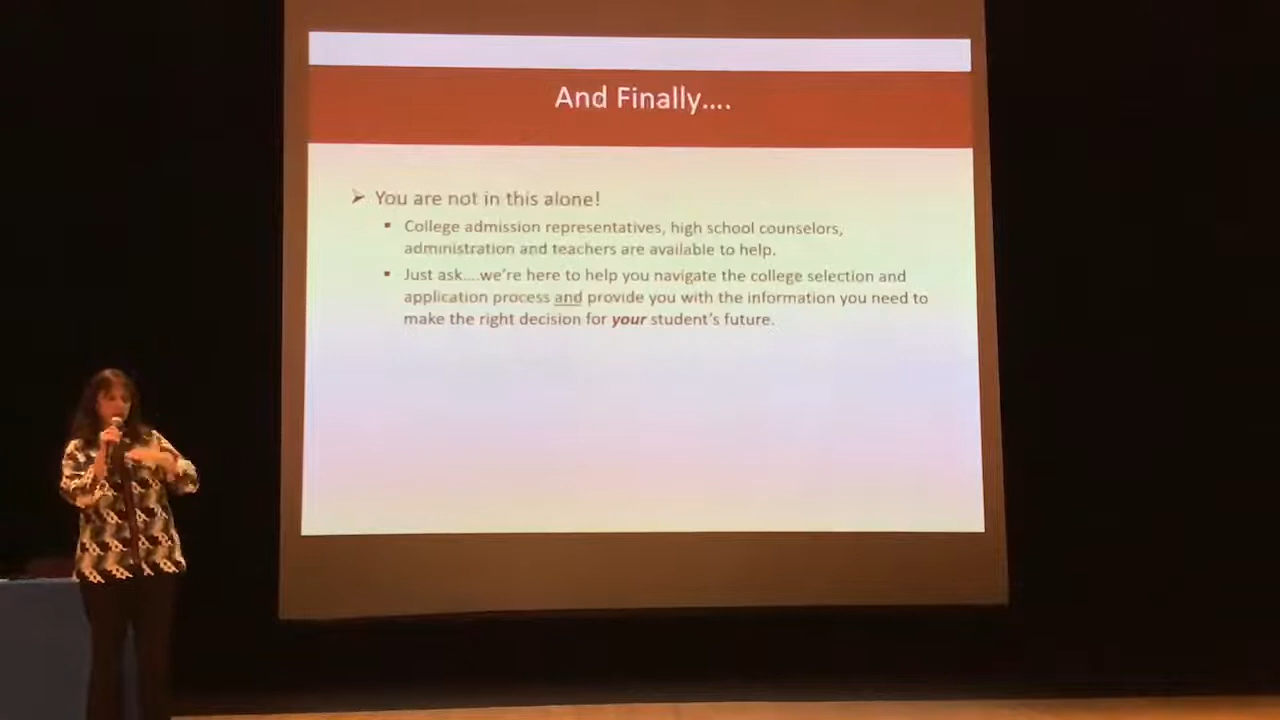 And Finally....
You are not in this alone!
College admission representatives, high school counselors,
administration and teachers are available to help.
Just ask....we're here to help you navigate the college selection and
application process and provide you with the information you need to
make the right decision for your student's future.